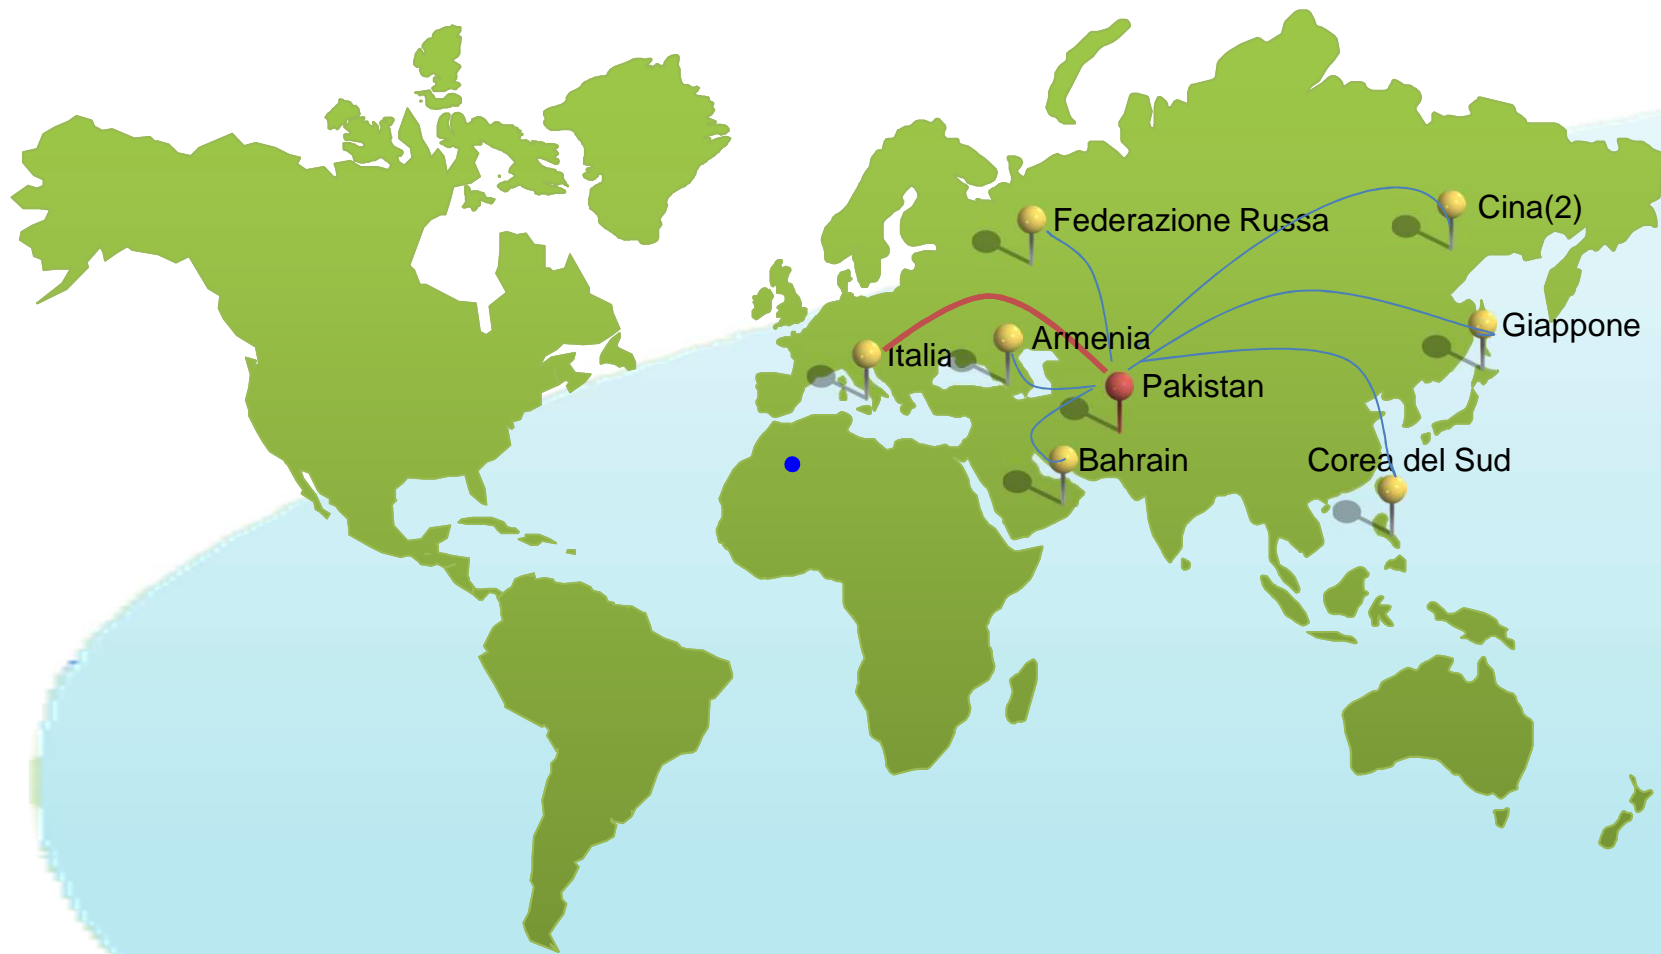 Cina(2)
Federazione Russa
Giappone
Armenia
Italia
Pakistan
Bahrain
Corea del Sud